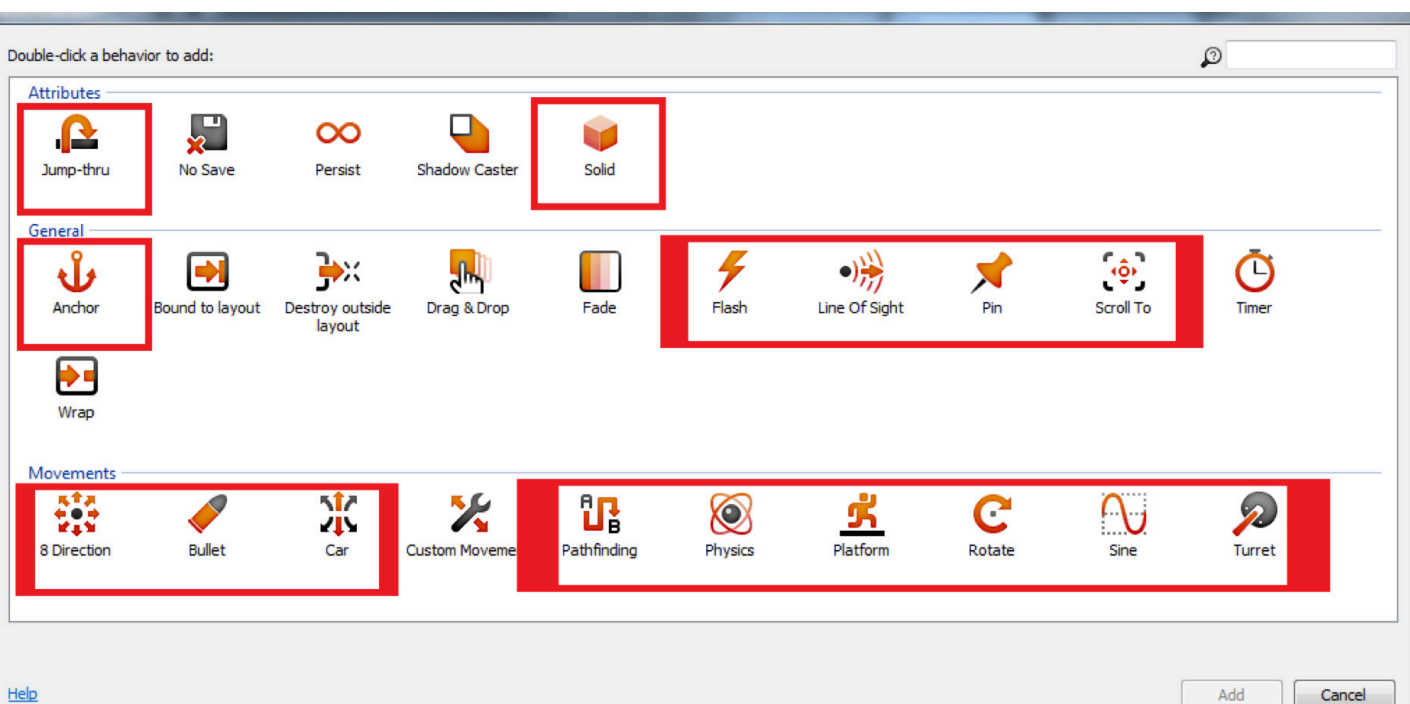 Double-click a behavior to add:
Attributes
Jump-thru No Save Persist Shadow Caster Solid
General
Anchor Bound to layout Destroy outside layout Drag & Drop Fade Flash Line Of Sight Pin Scroll To Timer
Wrap
Movements
A
B
8 Direction Bullet Car Custom Moveme Pathfinding Physics Platform Rotate Sine Turret
Help Add Cancel